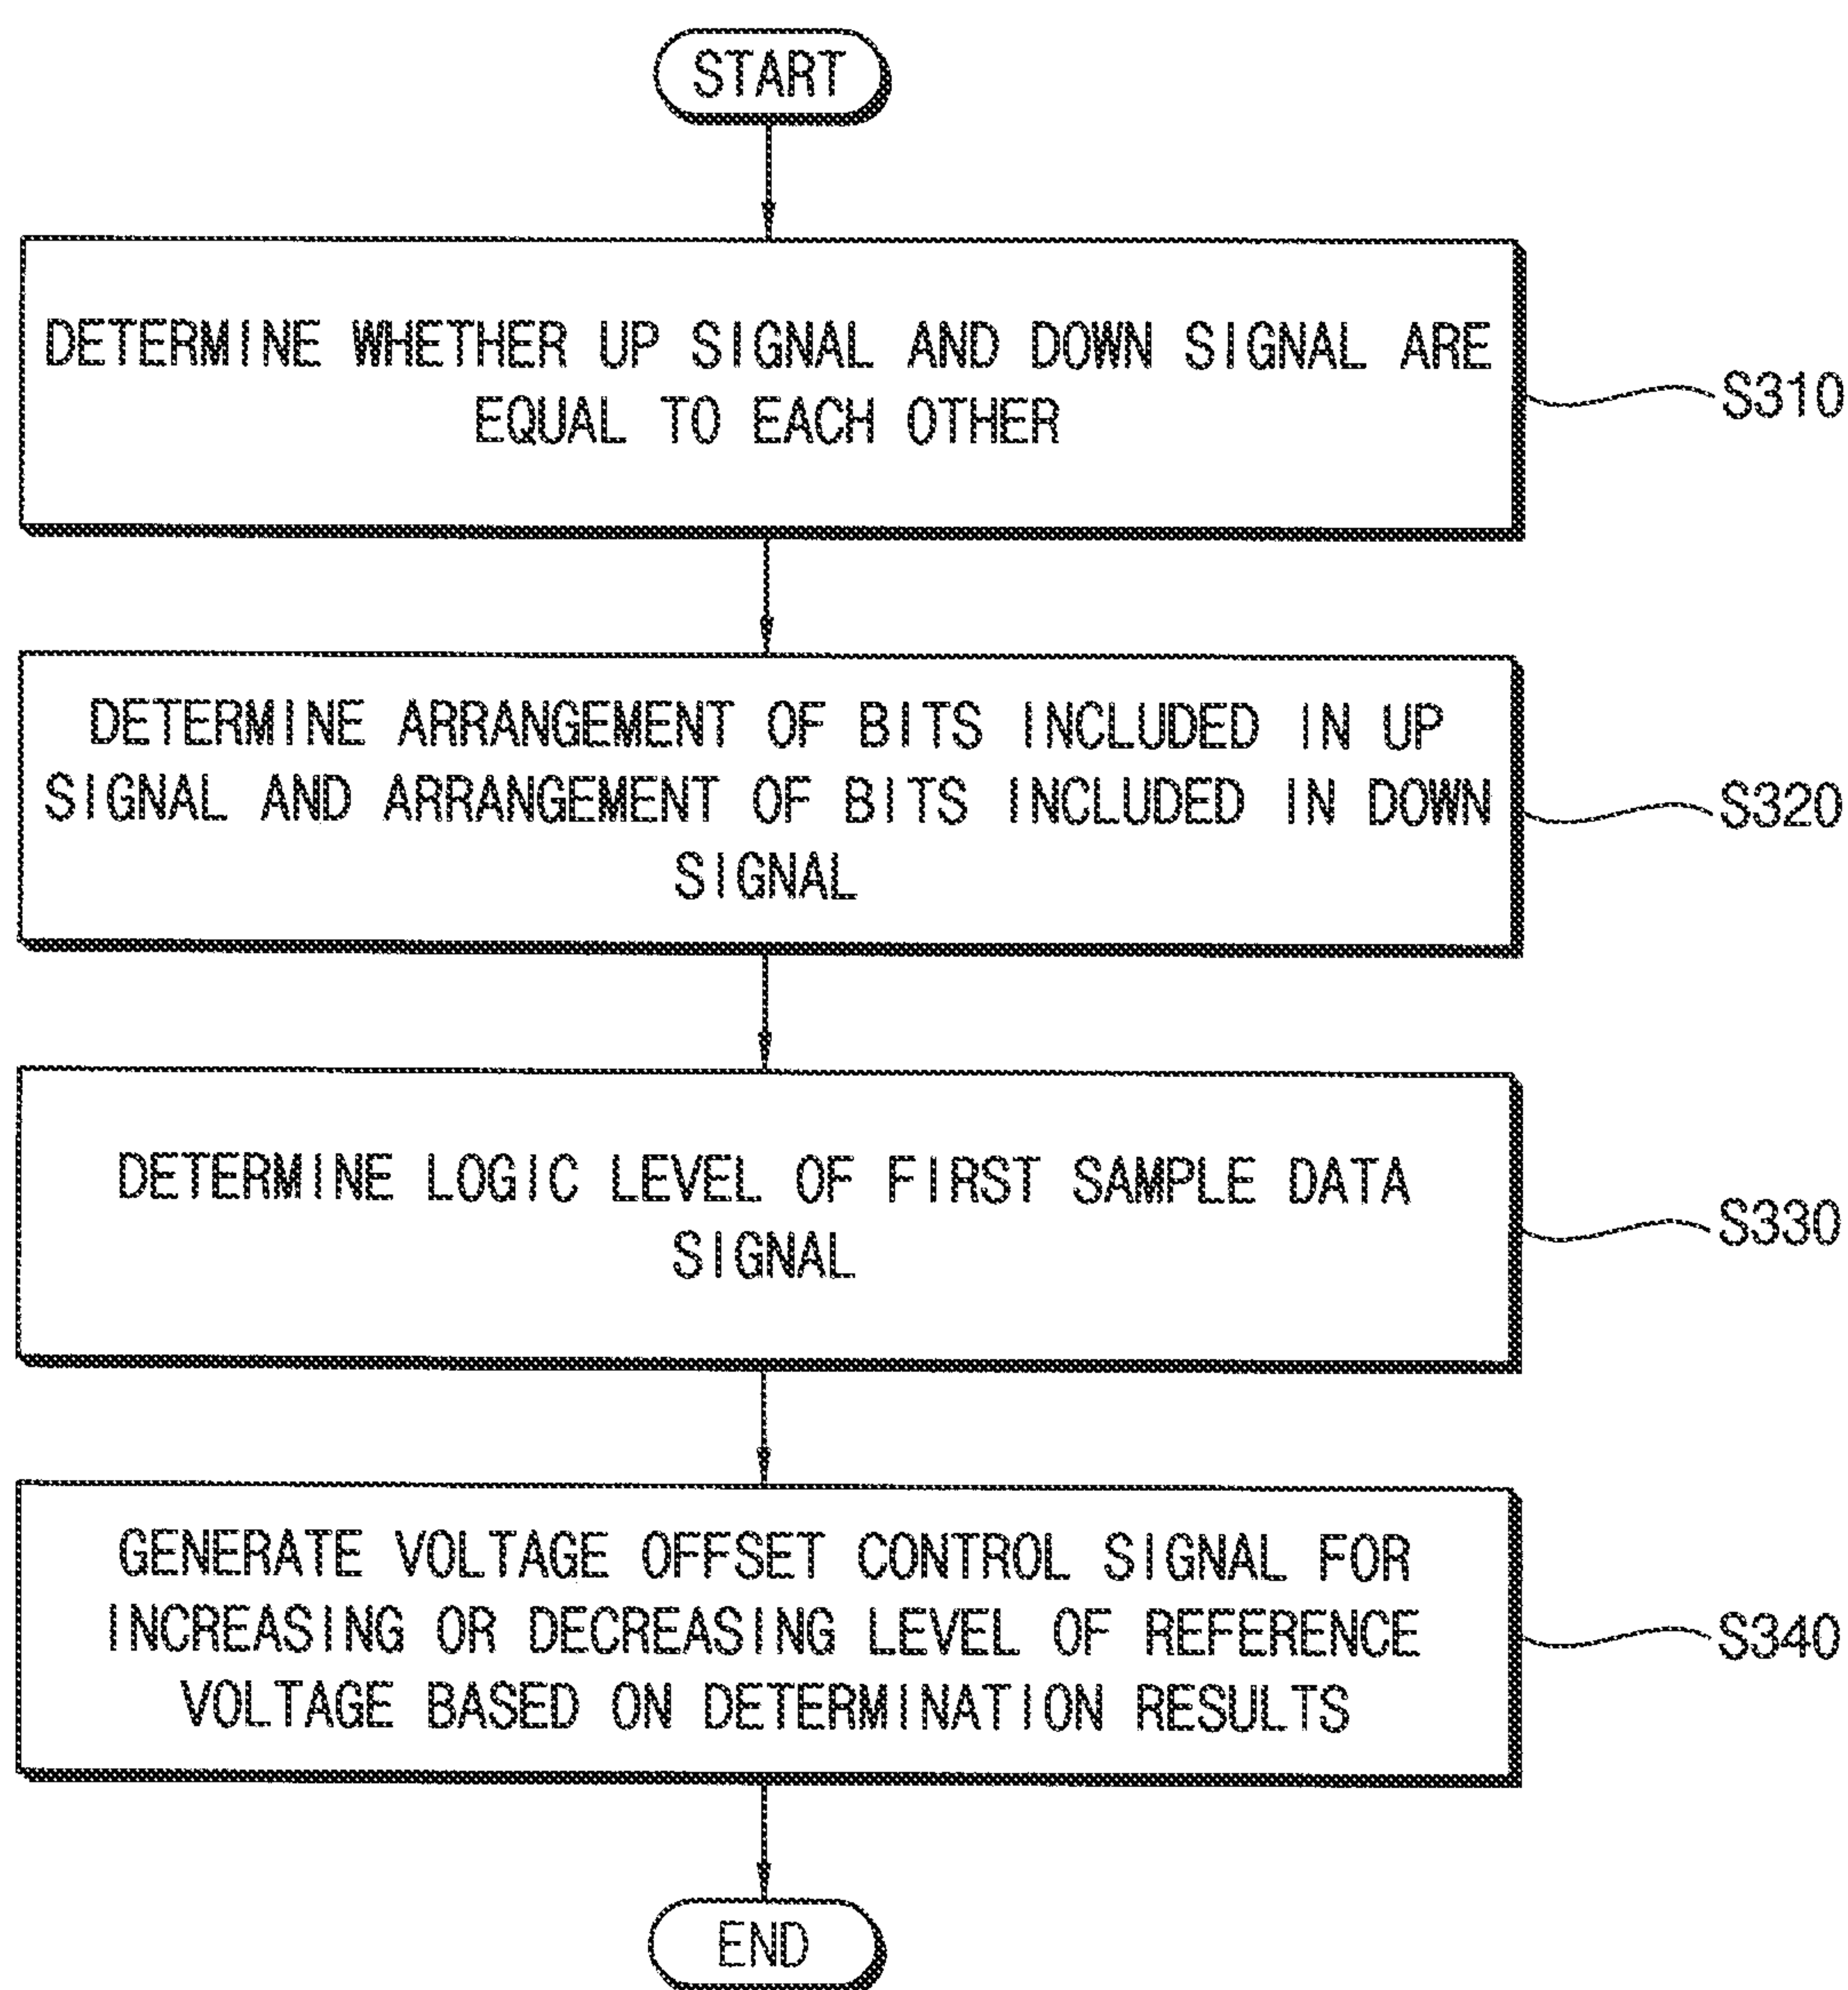 START
DETERMINE WHETHER UP SIGNAL AND DOWN SIGNAL ARE
EQUAL TO EACH OTHER
S310
DETERMINE ARRANGEMENT OF BITS INCLUDED IN UP
SIGNAL AND ARRANGEMENT OF BITS INCLUDED IN DOWN
SIGNAL
S320
DETERMINE LOGIC LEVEL OF FIRST SAMPLE DATA
SIGNAL
S330
GENERATE VOLTAGE OFFSET CONTROL SIGNAL FOR
INCREASING OR DECREASING LEVEL OF REFERENCE
VOLTAGE BASED ON DETERMINATION RESULTS
S340
END